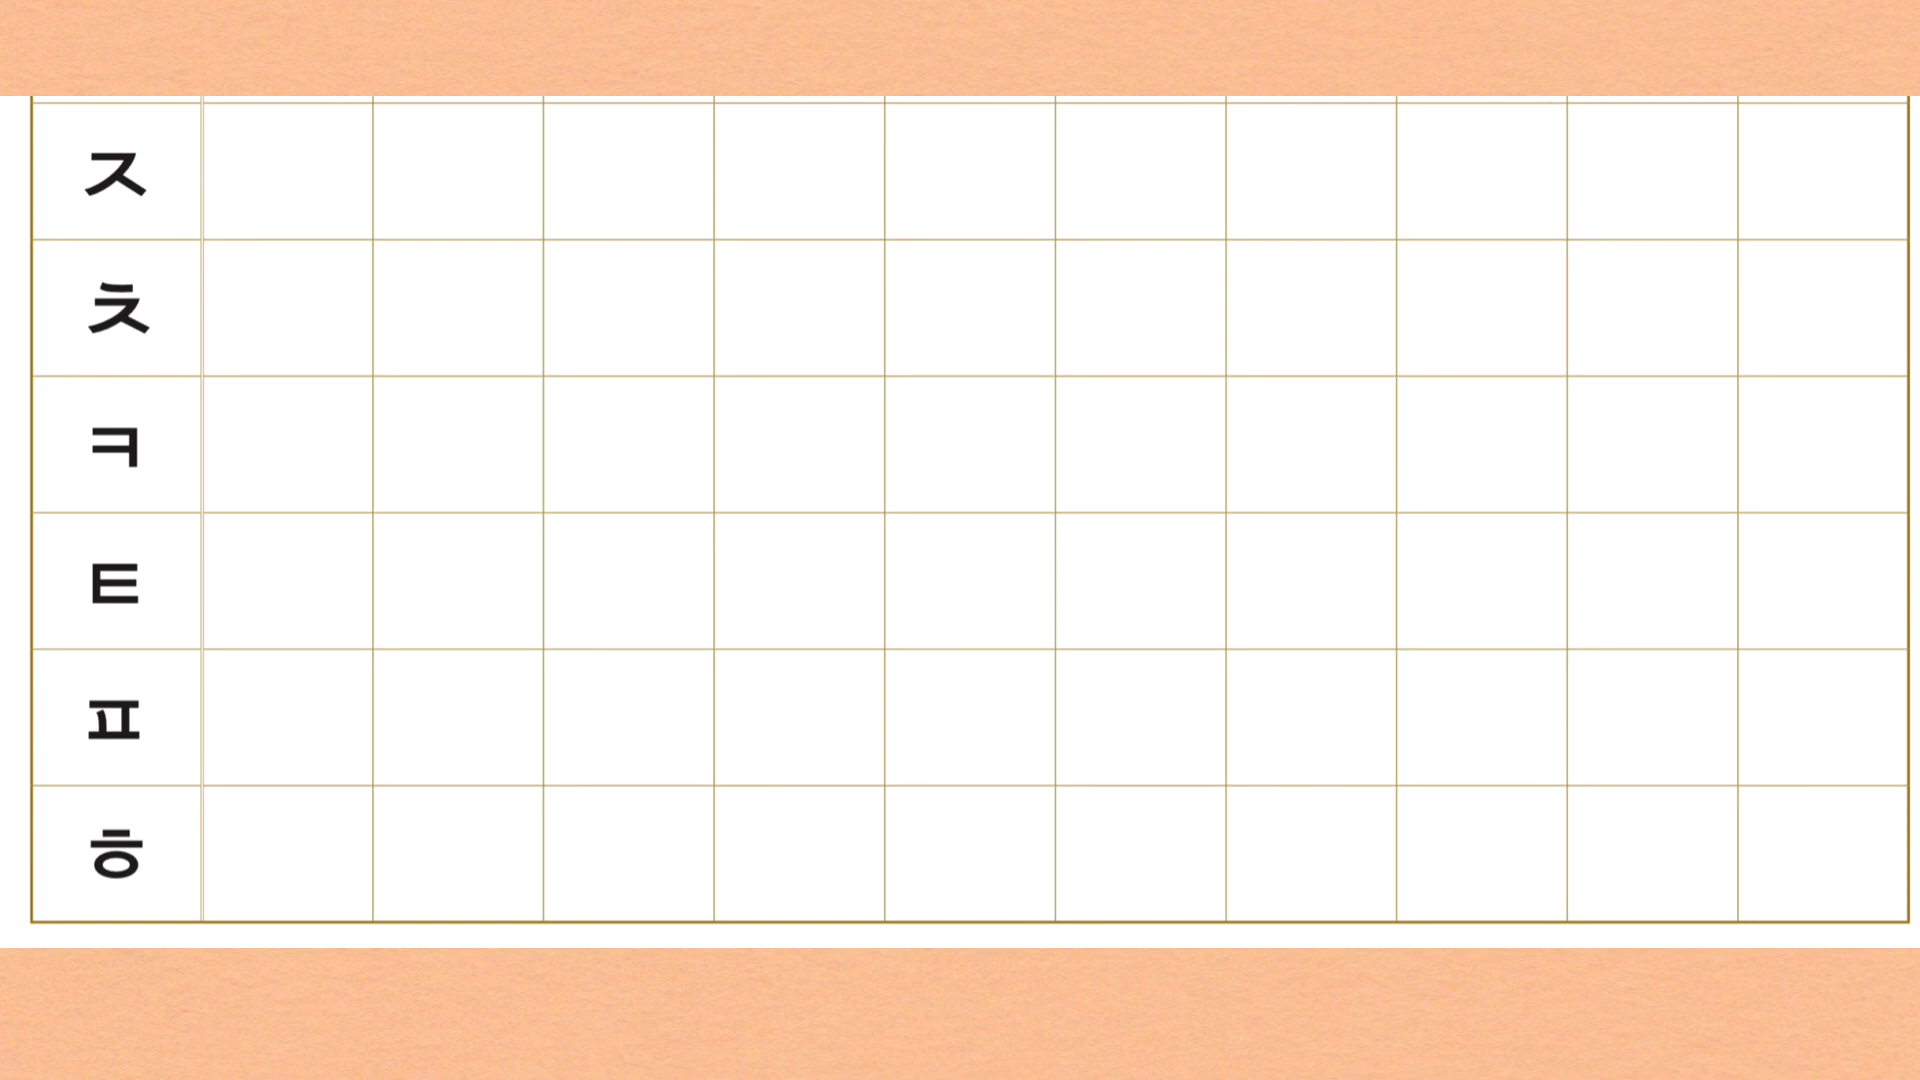 ㅈ
ㅊ
ㅋ
ㅌ
ㅍ
ㅎ